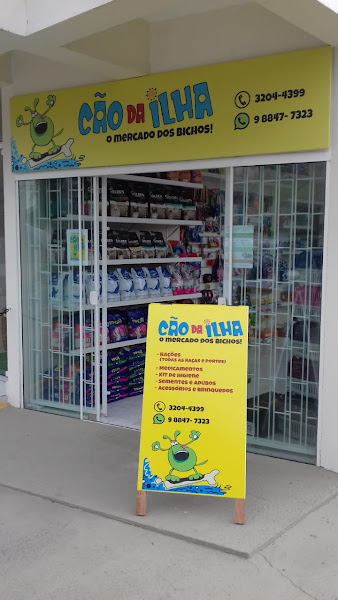 CÃO DA ILHA
O MERCADO DOS BICHOS!
3204-4399
9 8847-7323
CÃO DA ILHA
O MERCADO DOS BICHOS!
- RAÇÕES
(TODAS AS RAÇAS E PORTES)
- MEDICAMENTOS
- KIT DE HIGIENE
- SEMENTES E ADUBOS
- ACESSÓRIOS E BRINQUEDOS
3204-4399
9 8847-7323